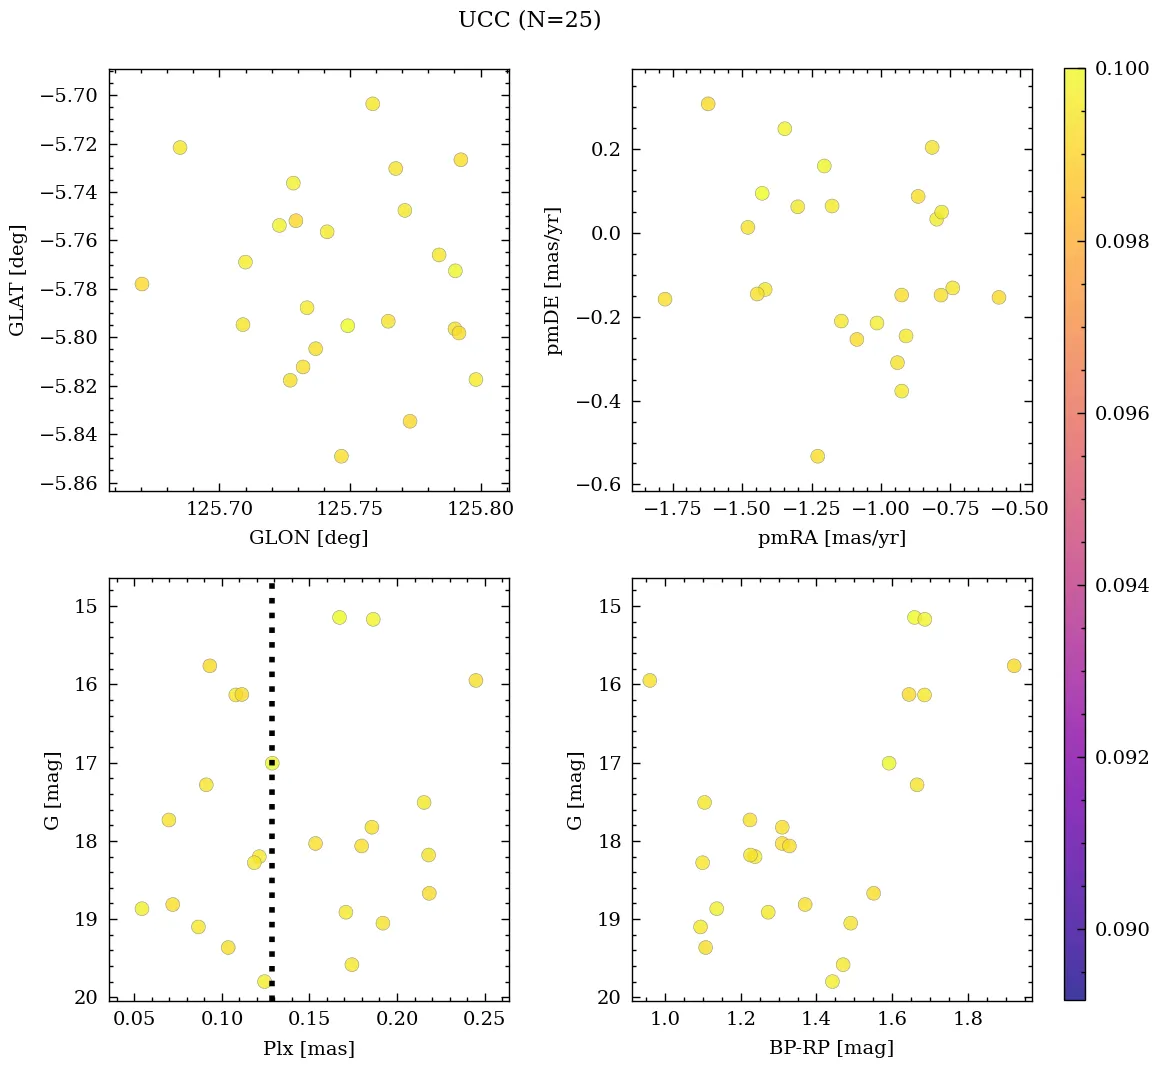 UCC (N=25)
−5.70
−5.72
−5.74
−5.76
−5.78
−5.80
−5.82
−5.84
−5.86
GLAT [deg]
125.70 125.75 125.80
GLON [deg]
0.2
0.0
−0.2
−0.4
−0.6
pmDE [mas/yr]
−1.75 −1.50 −1.25 −1.00 −0.75 −0.50
pmRA [mas/yr]
15
16
17
18
19
20
G [mag]
0.05 0.10 0.15 0.20 0.25
Plx [mas]
15
16
17
18
19
20
G [mag]
1.0 1.2 1.4 1.6 1.8
BP-RP [mag]
0.100
0.098
0.096
0.094
0.092
0.090